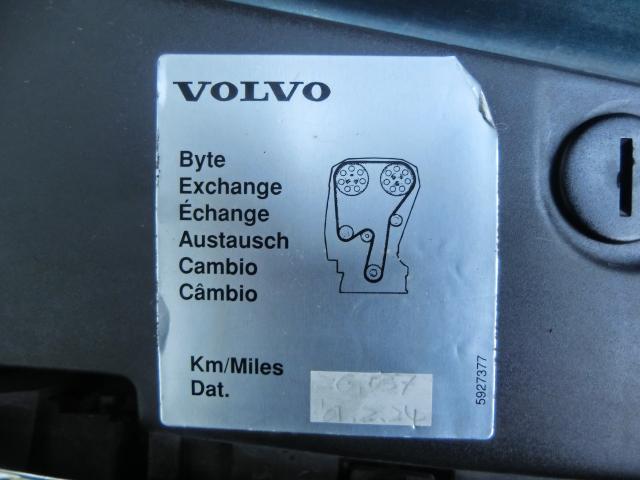 VOLVO
Byte
Exchange
Échange
Austausch
Cambio
Câmbio
Km/Miles
Dat.
5927377